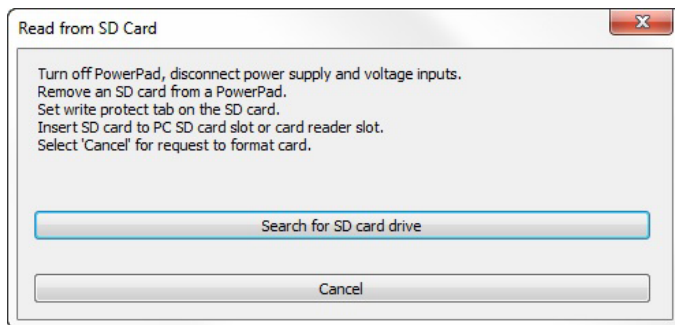 Read from SD Card
Turn off PowerPad, disconnect power supply and voltage inputs.
Remove an SD card from a PowerPad.
Set write protect tab on the SD card.
Insert SD card to PC SD card slot or card reader slot.
Select 'Cancel' for request to format card.
Search for SD card drive
Cancel